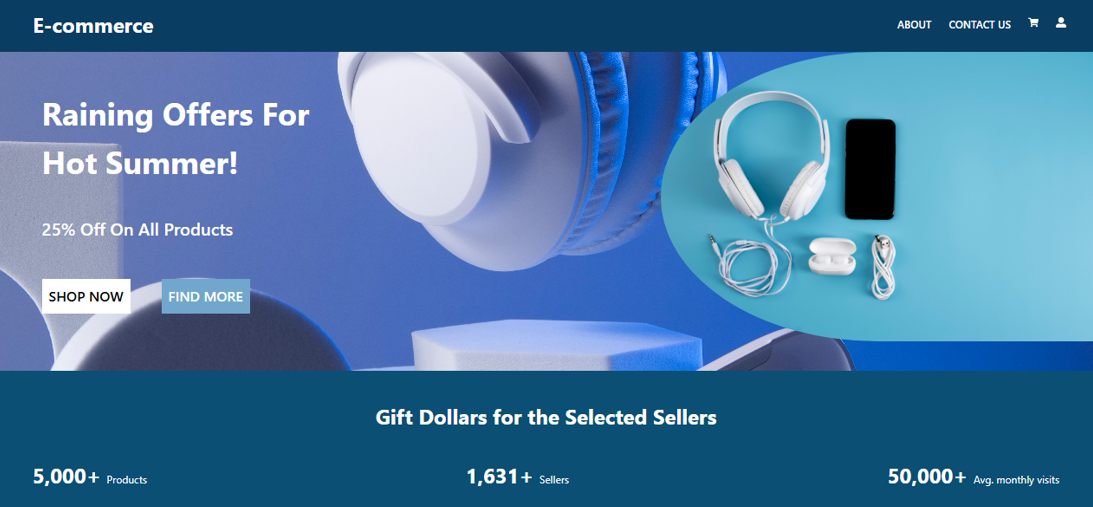 E-commerce
ABOUT CONTACT US
Raining Offers For
Hot Summer!
25% Off On All Products
SHOP NOW FIND MORE
Gift Dollars for the Selected Sellers
5,000+ Products 1,631+ Sellers 50,000+ Avg. monthly visits